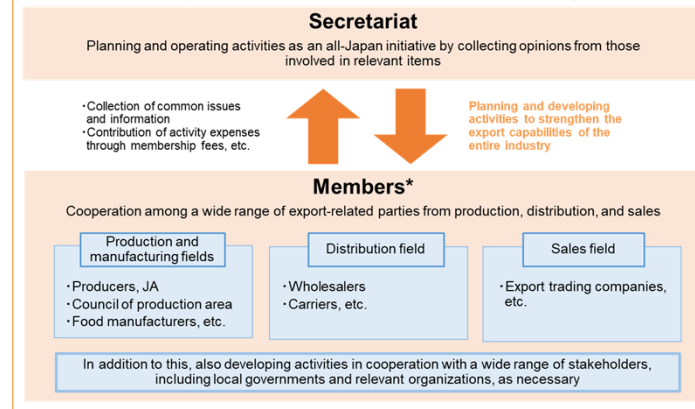 Secretariat
Planning and operating activities as an all-Japan initiative by collecting opinions from those
involved in relevant items
・Collection of common issues
and information
・Contribution of activity expenses
through membership fees, etc.
Planning and developing
activities to strengthen the
export capabilities of the
entire industry
Members*
Cooperation among a wide range of export-related parties from production, distribution, and sales
Production and
manufacturing fields
・Producers, JA
・Council of production area
・Food manufacturers, etc.
Distribution field
・Wholesalers
・Carriers, etc.
Sales field
・Export trading companies,
etc.
In addition to this, also developing activities in cooperation with a wide range of stakeholders,
including local governments and relevant organizations, as necessary